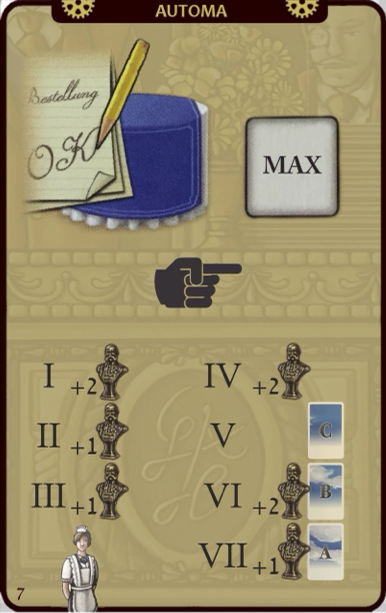 AUTOMA
Bestellung
OK
MAX
I +2 IV +2
II +1 V C
III +1 VI +2 B
VII +1 A
7